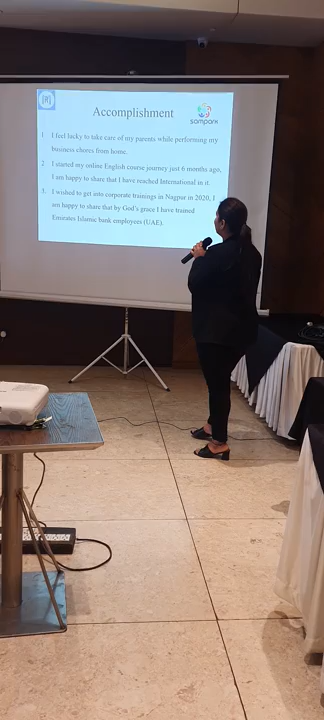 Accomplishment
sampark
1. I feel lucky to take care of my parents while performing my
business chores from home.
2. I started my online English course journey just 6 months ago,
I am happy to share that I have reached International in it.
3. I wished to get into corporate trainings in Nagpur in 2020, I
am happy to share that by God's grace I have trained
Emirates Islamic bank employees (UAE).